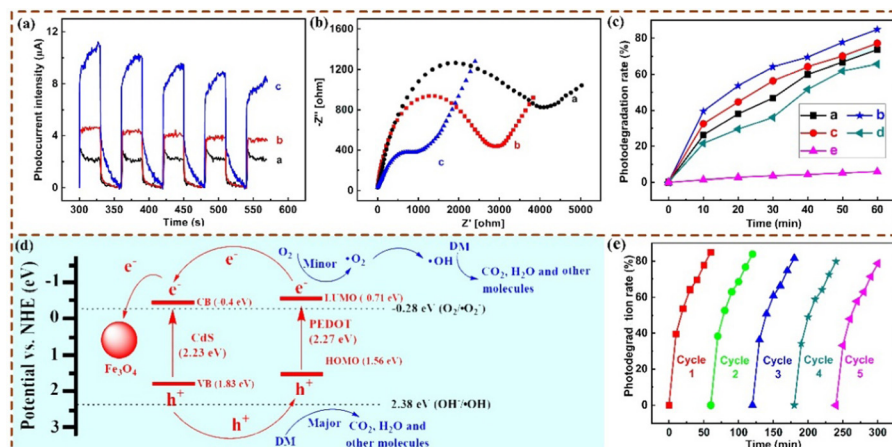 (a)
Photocurrent intensity (μA)
12
8
4
0
300 350 400 450 500 550 600
Time (s)
c
b
a
(b)
-Z'' [ohm]
1600
1200
800
400
0
0 1000 2000 3000 4000 5000
Z' [ohm]
a
b
c
(c)
Photodegradation rate (%)
80
60
40
20
0
0 10 20 30 40 50 60
Time (min)
a b
c d
e
(d)
Potential vs. NHE (eV)
-1
0
1
2
3
e⁻
e⁻
e⁻
e⁻
O₂
Minor
•O₂
•OH
DM
CO₂, H₂O and other
molecules
CB (-0.4 eV)
LUMO (-0.71 eV)
-0.28 eV (O₂/•O₂⁻)
CdS
(2.23 eV)
PEDOT
(2.27 eV)
Fe₃O₄
HOMO (1.56 eV)
VB (1.83 eV)
h⁺
h⁺
h⁺
2.38 eV (OH⁻/•OH)
DM
Major
CO₂, H₂O and
other molecules
(e)
Photodegrad ion rate (%)
80
60
40
20
0
Cycle
1
Cycle
2
Cycle
3
Cycle
4
Cycle
5
0 50 100 150 200 250 300
Time (min)